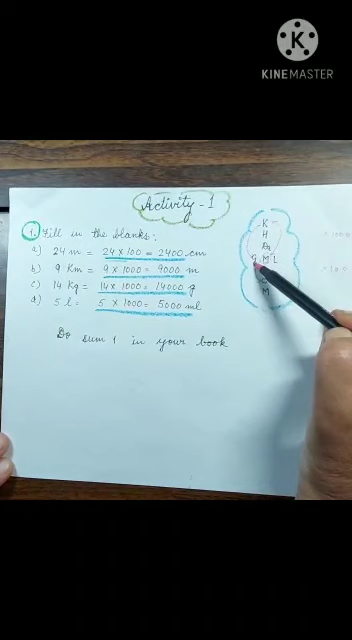 K
KINEMASTER
Activity - 1
1. Fill in the blanks:
a) 24 m = 24 x 100 = 2400 cm
b) 9 Km = 9 x 1000 = 9000 m
c) 14 Kg = 14 x 1000 = 14000 g
d) 5 l = 5 x 1000 = 5000 ml
Do sum 1 in your book
K
H
Da
G M L
M